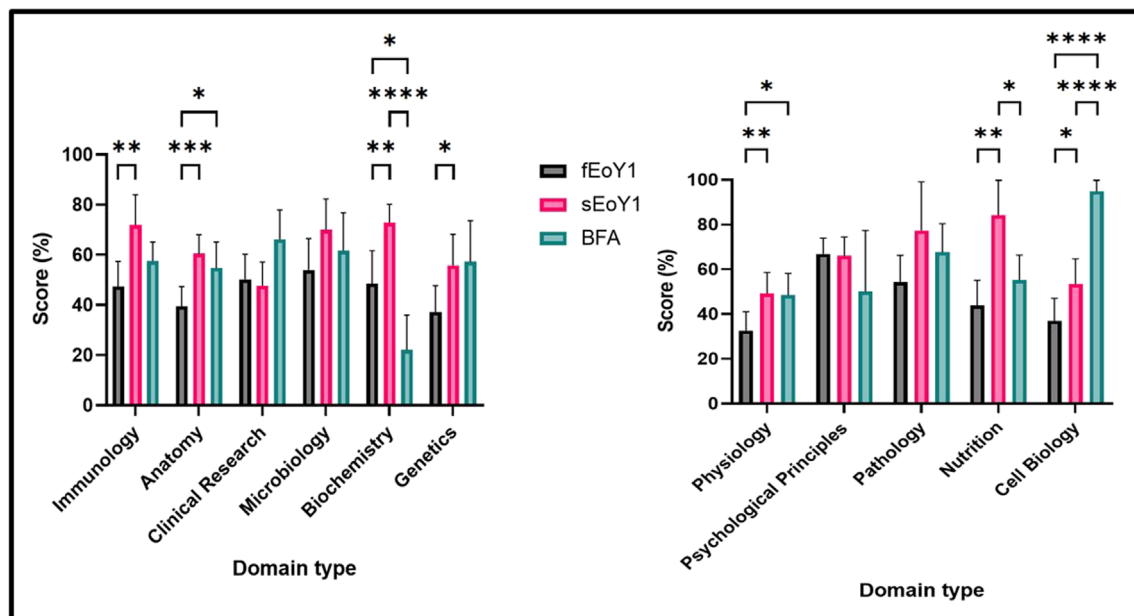 *
****
*
****
*
*
*
**
***
**
*
**
**
*
100
80
60
40
20
0
Score (%)
Immunology
Anatomy
Clinical Research
Microbiology
Biochemistry
Genetics
Domain type
fEoY1
sEoY1
BFA
100
80
60
40
20
0
Score (%)
Physiology
Psychological Principles
Pathology
Nutrition
Cell Biology
Domain type